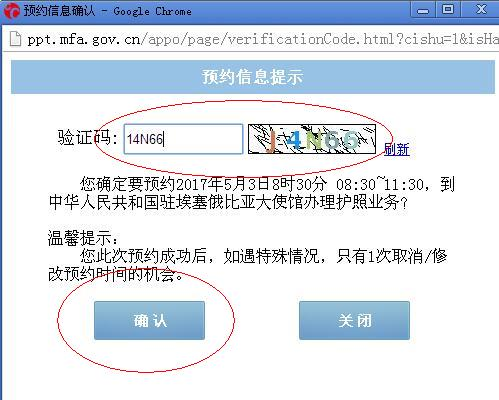 预约信息确认 - Google Chrome
ppt.mfa.gov.cn/appo/page/verificationCode.html?cishu=1&isHa
预约信息提示
验证码: 14N66 J4N66 刷新
您确定要预约2017年5月3日8时30分 08:30~11:30, 到
中华人民共和国驻埃塞俄比亚大使馆办理护照业务?
温馨提示:
您此次预约成功后, 如遇特殊情况, 只有1次取消/修
改预约时间的机会。
确 认
关 闭